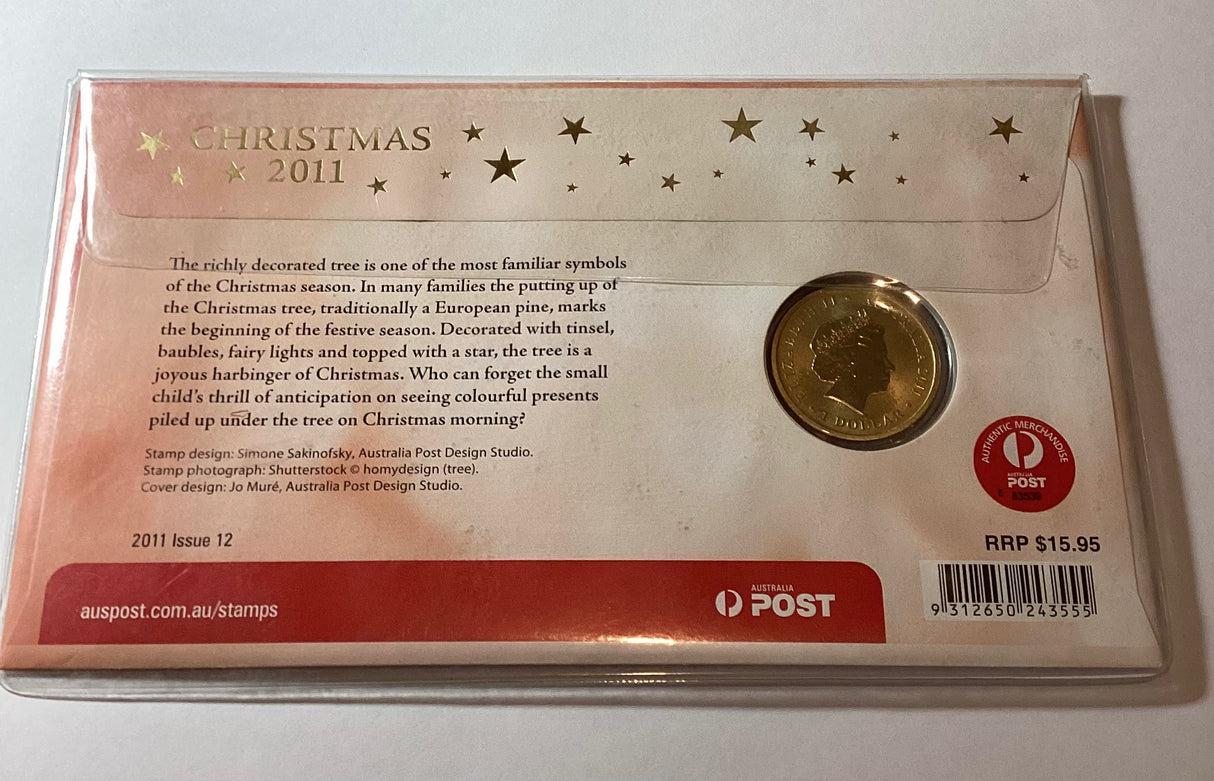 CHRISTMAS
2011
The richly decorated tree is one of the most familiar symbols
of the Christmas season. In many families the putting up of
the Christmas tree, traditionally a European pine, marks
the beginning of the festive season. Decorated with tinsel,
baubles, fairy lights and topped with a star, the tree is a
joyous harbinger of Christmas. Who can forget the small
child's thrill of anticipation on seeing colourful presents
piled up under the tree on Christmas morning?
Stamp design: Simone Sakinofsky, Australia Post Design Studio.
Stamp photograph: Shutterstock © homydesign (tree).
Cover design: Jo Muré, Australia Post Design Studio.
2011 Issue 12
auspost.com.au/stamps
AUSTRALIA
POST
ELIZABETH II · AUSTRALIA 2011
1 DOLLAR
AUTHENTIC MERCHANDISE
AUSTRALIA
POST
RRP $15.95
9 312650 243555